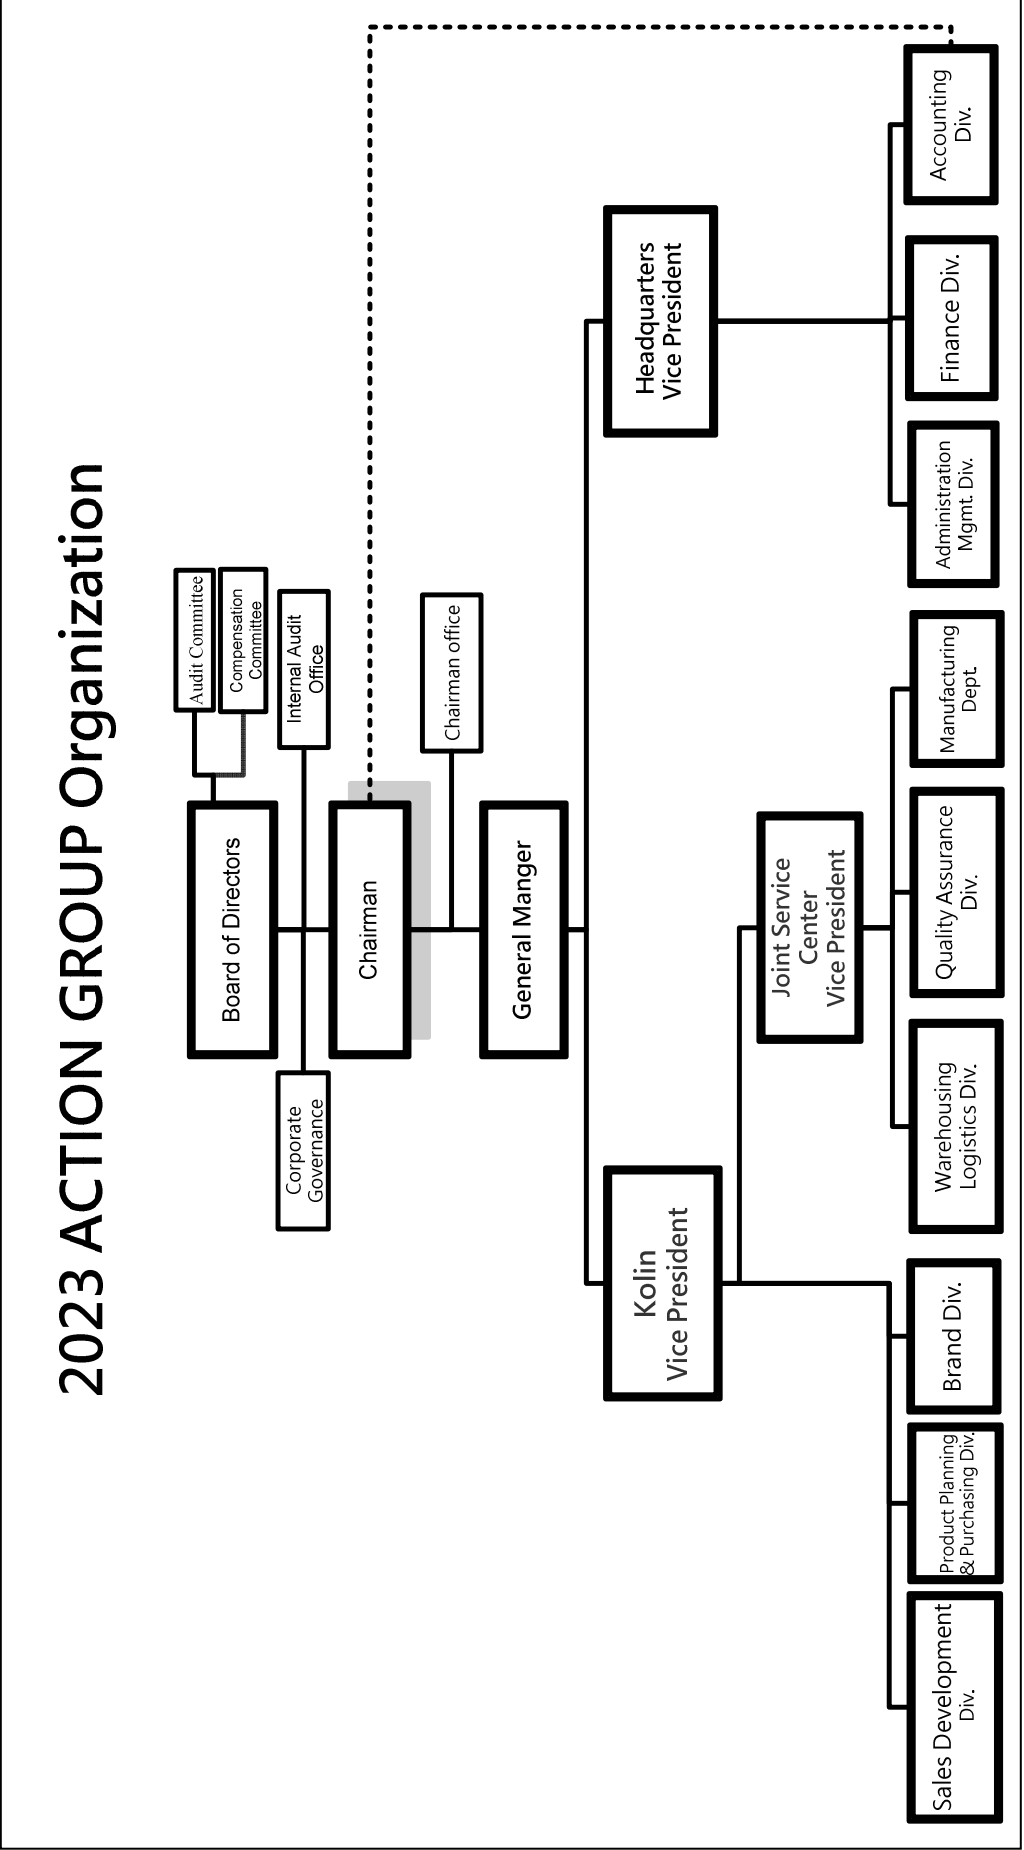 2023 ACTION GROUP Organization
Board of Directors
Audit Committee
Compensation
Committee
Corporate
Governance
Internal Audit
Office
Chairman
Chairman office
General Manger
Kolin
Vice President
Headquarters
Vice President
Joint Service
Center
Vice President
Sales Development
Div.
Product Planning
& Purchasing Div.
Brand Div.
Warehousing
Logistics Div.
Quality Assurance
Div.
Manufacturing
Dept.
Administration
Mgmt. Div.
Finance Div.
Accounting
Div.